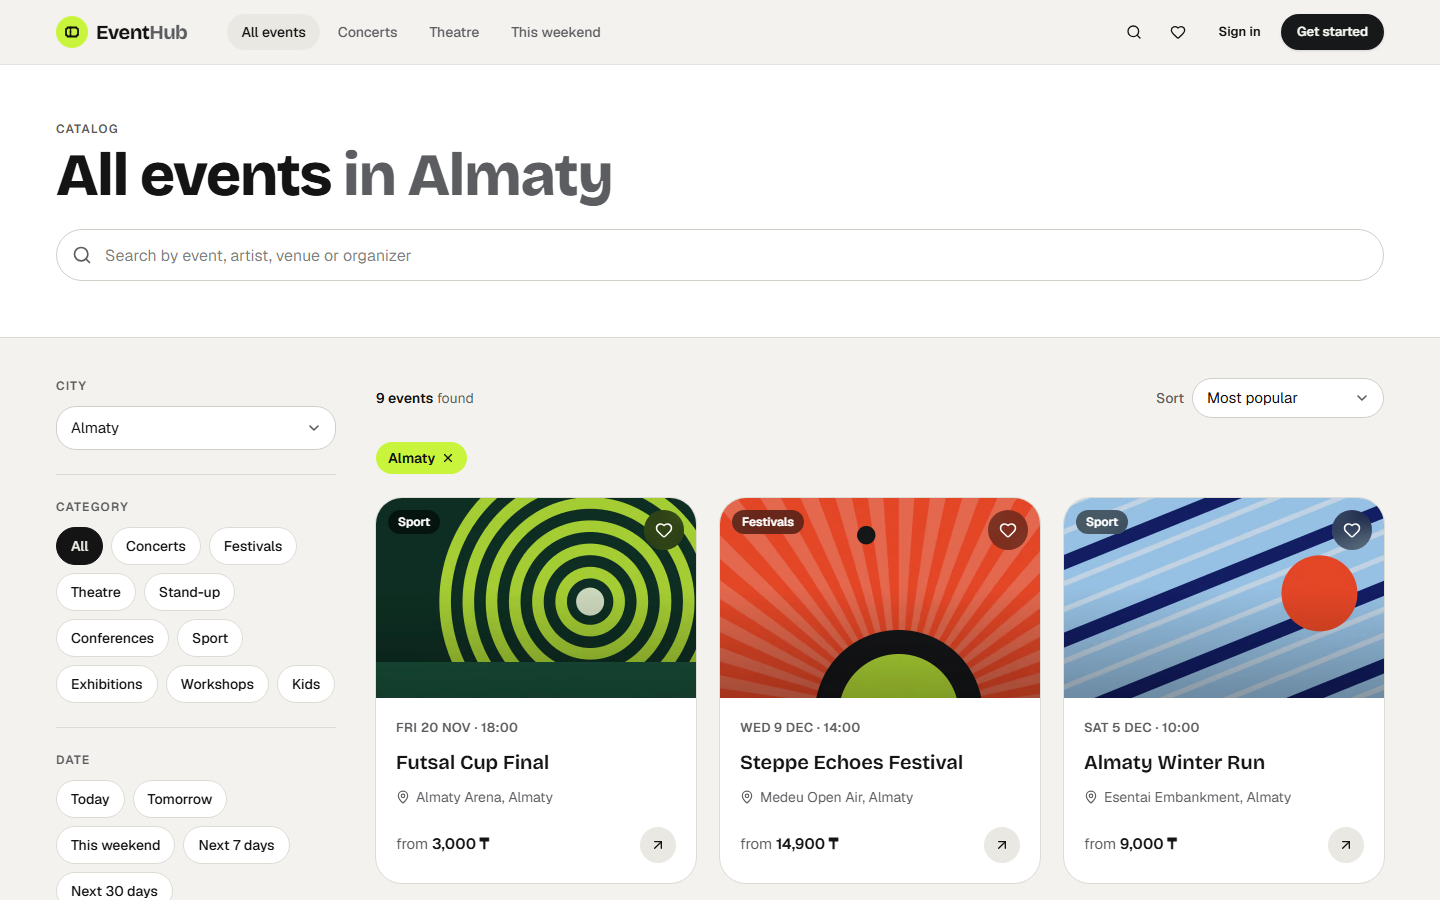 EventHub
All events
Concerts
Theatre
This weekend
Sign in
Get started
CATALOG
All events in Almaty
Search by event, artist, venue or organizer
CITY
Almaty
CATEGORY
All
Concerts
Festivals
Theatre
Stand-up
Conferences
Sport
Exhibitions
Workshops
Kids
DATE
Today
Tomorrow
This weekend
Next 7 days
Next 30 days
9 events found
Sort
Most popular
Almaty
Sport
FRI 20 NOV · 18:00
Futsal Cup Final
Almaty Arena, Almaty
from 3,000 ₸
Festivals
WED 9 DEC · 14:00
Steppe Echoes Festival
Medeu Open Air, Almaty
from 14,900 ₸
Sport
SAT 5 DEC · 10:00
Almaty Winter Run
Esentai Embankment, Almaty
from 9,000 ₸